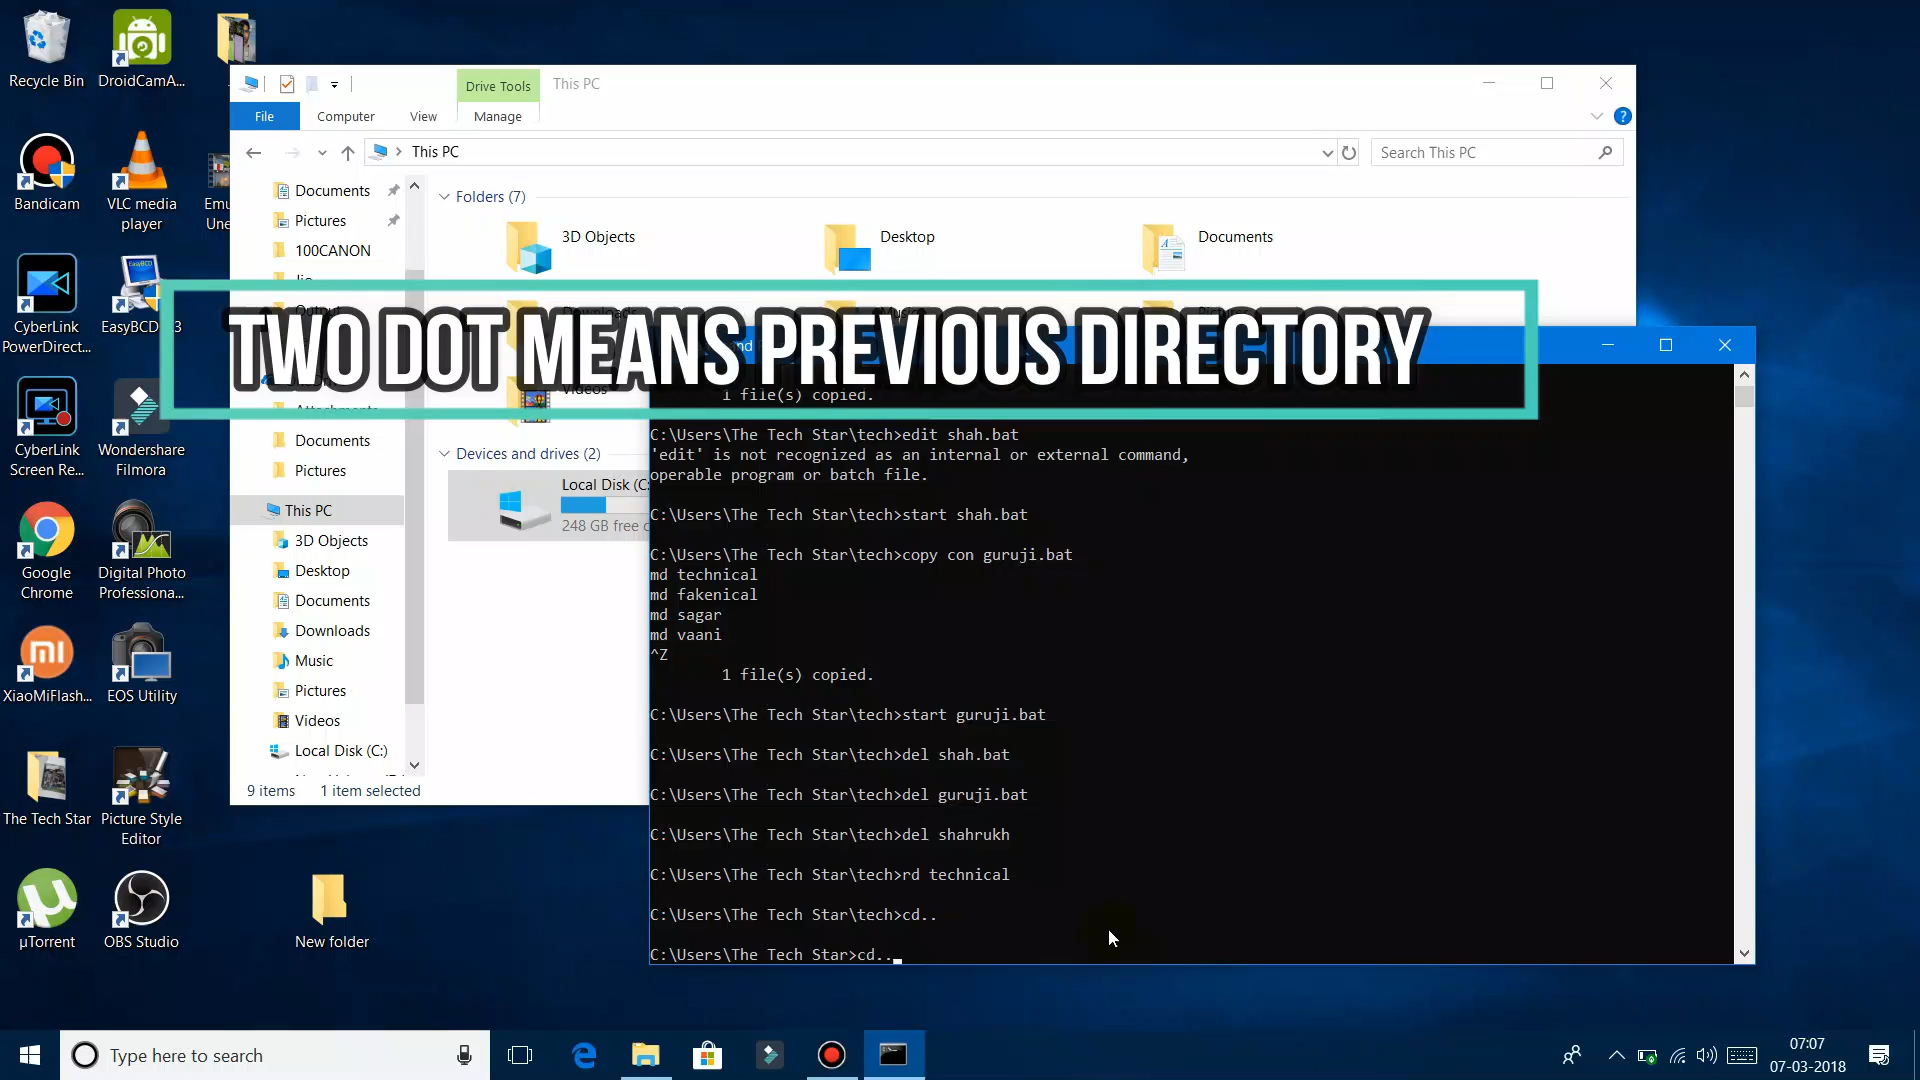 Recycle Bin
DroidCamA...
Bandicam
VLC media
player
Emu
Une
CyberLink
PowerDirect...
EasyBCD
3
CyberLink
Screen Re...
Wondershare
Filmora
Google
Chrome
Digital Photo
Professiona...
XiaoMiFlash...
EOS Utility
The Tech Star
Picture Style
Editor
µTorrent
OBS Studio
New folder
Drive Tools
This PC
File
Computer
View
Manage
This PC
Search This PC
Documents
Pictures
100CANON
Documents
Pictures
This PC
3D Objects
Desktop
Documents
Downloads
Music
Pictures
Videos
Local Disk (C:)
9 items
1 item selected
Folders (7)
3D Objects
Desktop
Documents
Videos
Devices and drives (2)
Local Disk (C:
248 GB free
TWO DOT MEANS PREVIOUS DIRECTORY
1 file(s) copied.
C:\Users\The Tech Star\tech>edit shah.bat
'edit' is not recognized as an internal or external command,
operable program or batch file.
C:\Users\The Tech Star\tech>start shah.bat
C:\Users\The Tech Star\tech>copy con guruji.bat
md technical
md fakenical
md sagar
md vaani
^Z
1 file(s) copied.
C:\Users\The Tech Star\tech>start guruji.bat
C:\Users\The Tech Star\tech>del shah.bat
C:\Users\The Tech Star\tech>del guruji.bat
C:\Users\The Tech Star\tech>del shahrukh
C:\Users\The Tech Star\tech>rd technical
C:\Users\The Tech Star\tech>cd..
C:\Users\The Tech Star>cd..
Type here to search
07:07
07-03-2018